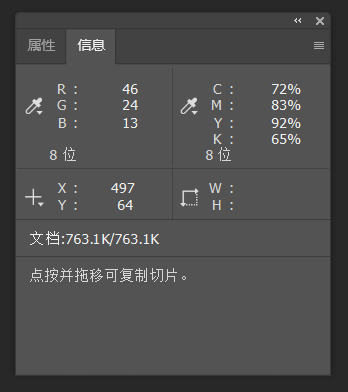 属性 信息
R : 46 C : 72%
G : 24 M : 83%
B : 13 Y : 92%
K : 65%
8 位 8 位
X : 497 W :
Y : 64 H :
文档:763.1K/763.1K
点按并拖移可复制切片。